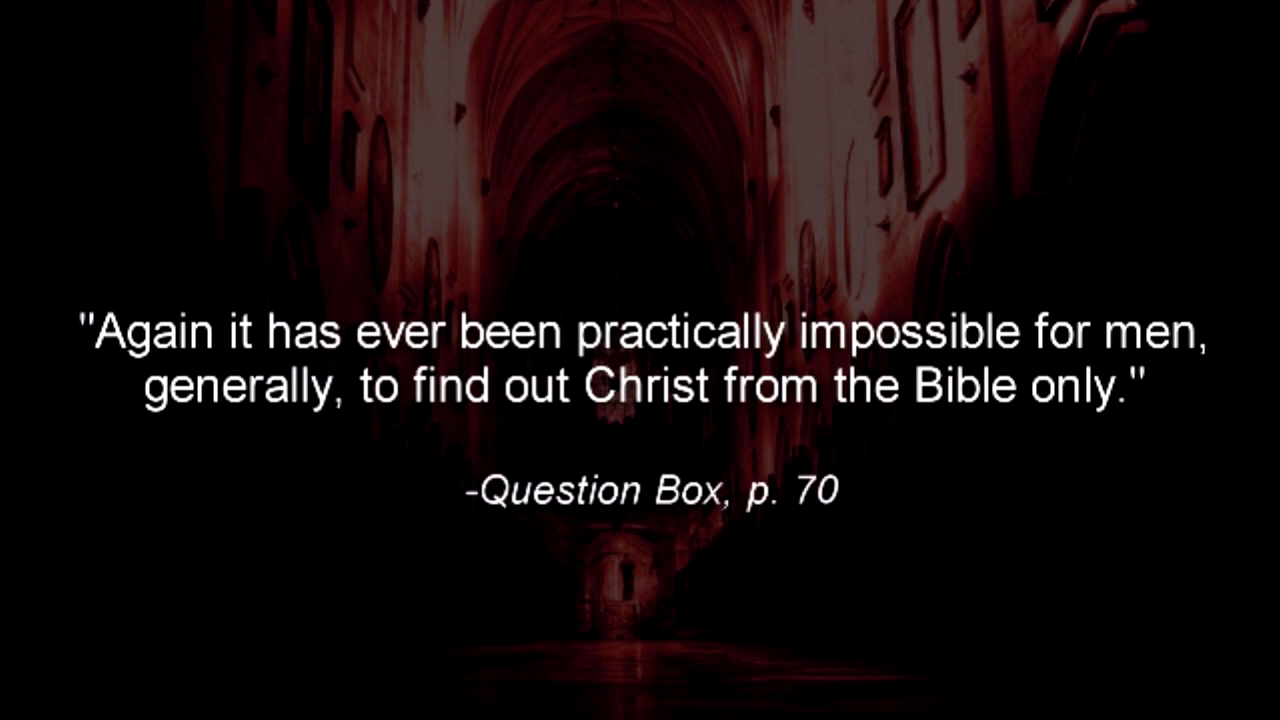 "Again it has ever been practically impossible for men,
generally, to find out Christ from the Bible only."
-Question Box, p. 70